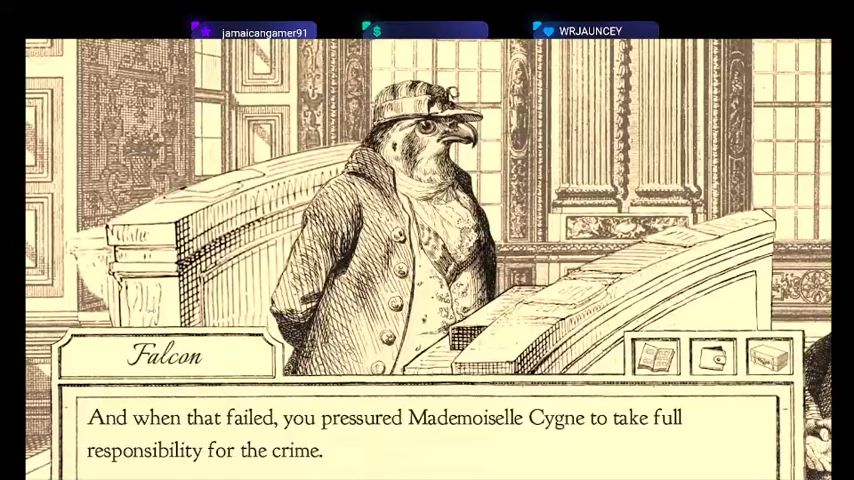 jamaicangamer91
WRJAUNCEY
Falcon
And when that failed, you pressured Mademoiselle Cygne to take full
responsibility for the crime.